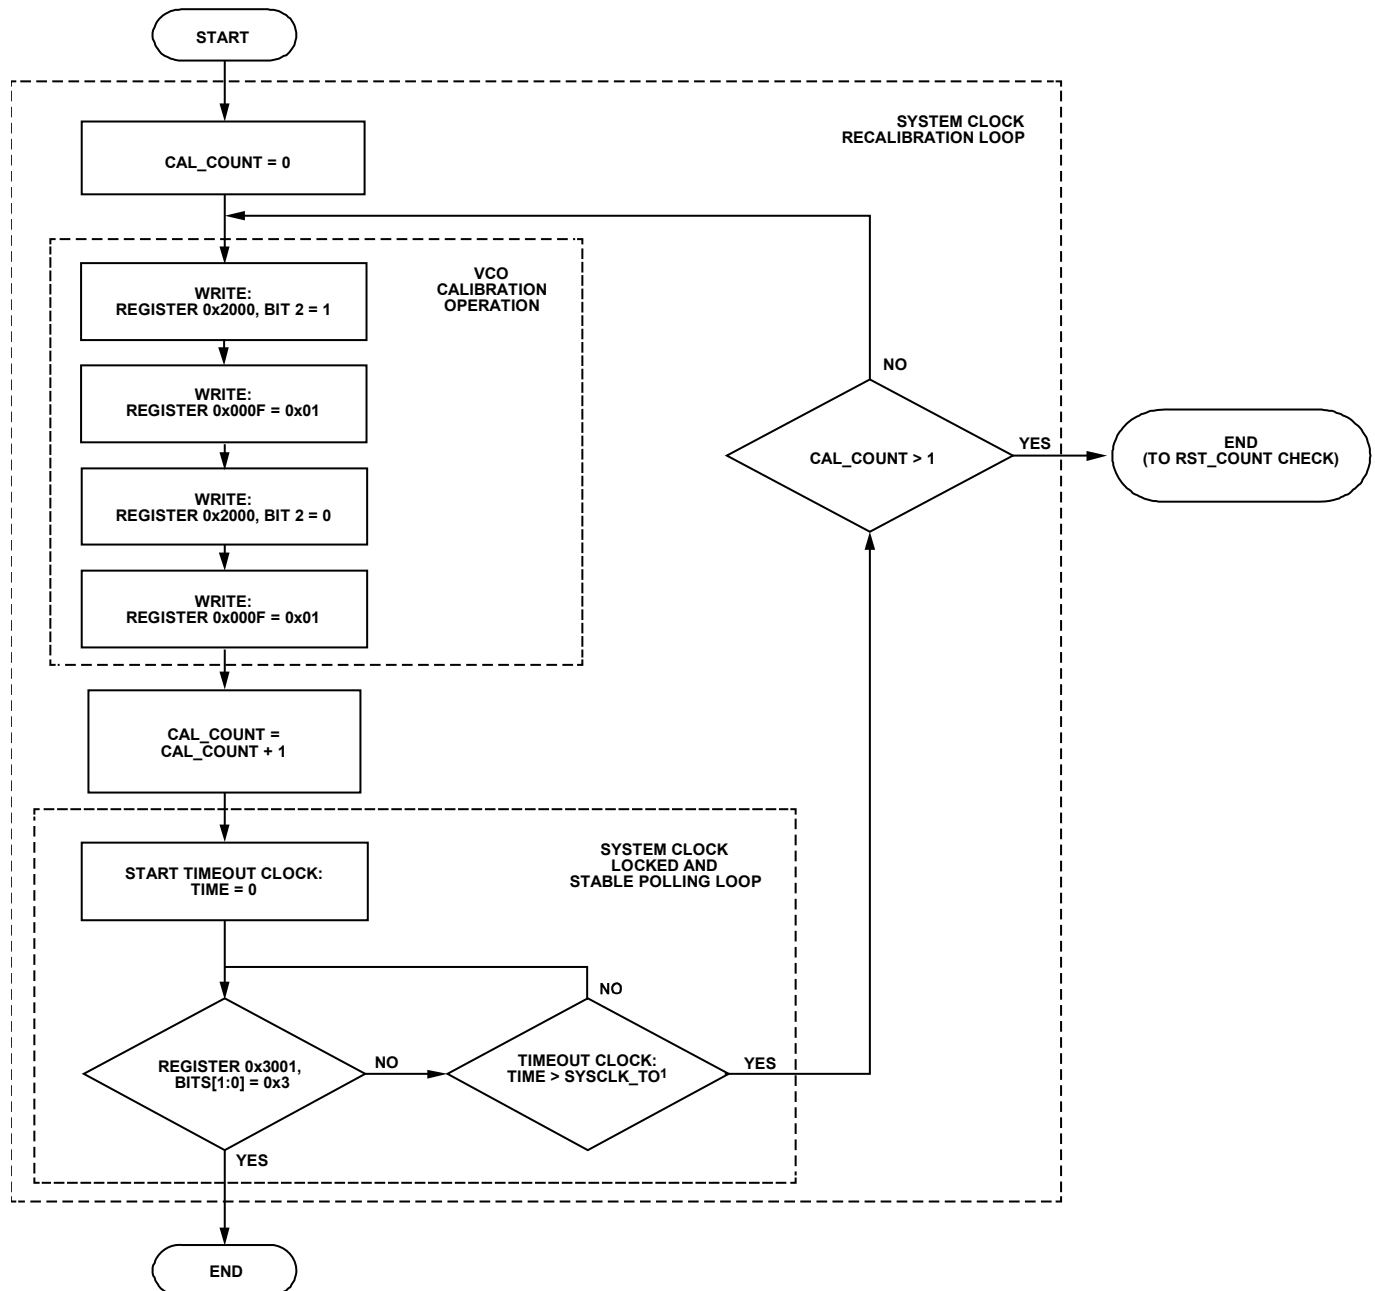 START
SYSTEM CLOCK
RECALIBRATION LOOP
CAL_COUNT = 0
VCO
CALIBRATION
OPERATION
WRITE:
REGISTER 0x2000, BIT 2 = 1
WRITE:
REGISTER 0x000F = 0x01
WRITE:
REGISTER 0x2000, BIT 2 = 0
WRITE:
REGISTER 0x000F = 0x01
NO
CAL_COUNT > 1
YES
END
(TO RST_COUNT CHECK)
CAL_COUNT =
CAL_COUNT + 1
SYSTEM CLOCK
LOCKED AND
STABLE POLLING LOOP
START TIMEOUT CLOCK:
TIME = 0
NO
REGISTER 0x3001,
BITS[1:0] = 0x3
NO
TIMEOUT CLOCK:
TIME > SYSCLK_TO¹
YES
YES
END